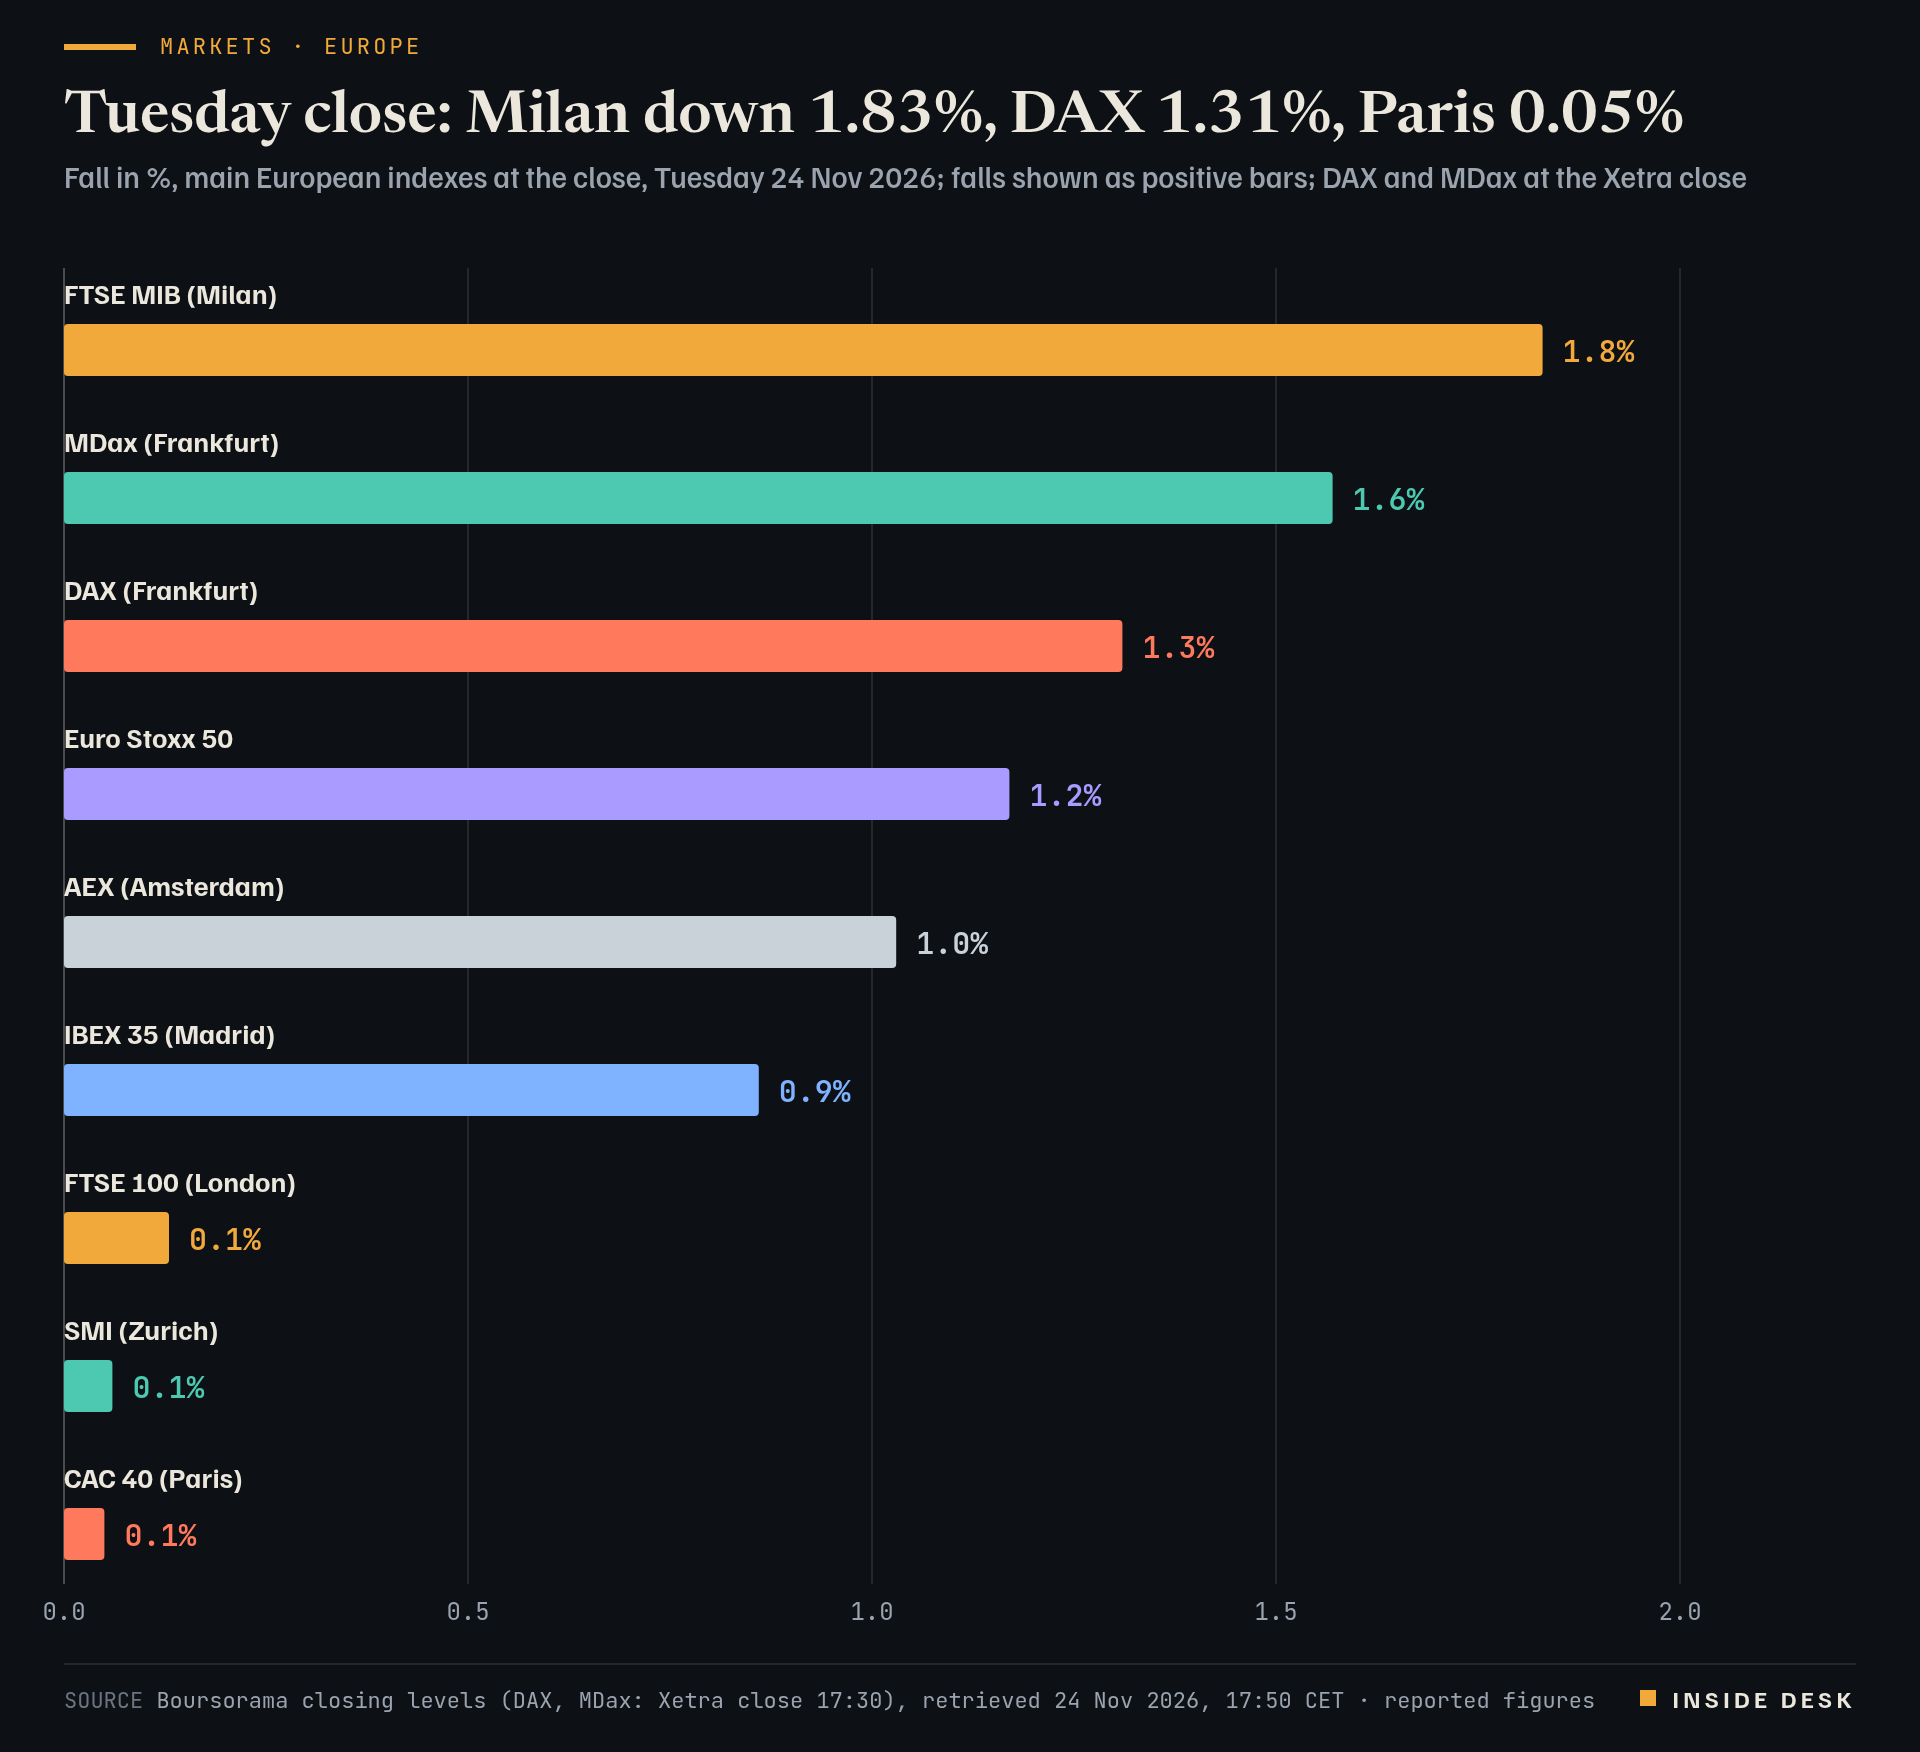 MARKETS · EUROPE
Tuesday close: Milan down 1.83%, DAX 1.31%, Paris 0.05%
Fall in %, main European indexes at the close, Tuesday 24 Nov 2026; falls shown as positive bars; DAX and MDax at the Xetra close
FTSE MIB (Milan)
1.8%
MDax (Frankfurt)
1.6%
DAX (Frankfurt)
1.3%
Euro Stoxx 50
1.2%
AEX (Amsterdam)
1.0%
IBEX 35 (Madrid)
0.9%
FTSE 100 (London)
0.1%
SMI (Zurich)
0.1%
CAC 40 (Paris)
0.1%
0.0 0.5 1.0 1.5 2.0
SOURCE Boursorama closing levels (DAX, MDax: Xetra close 17:30), retrieved 24 Nov 2026, 17:50 CET · reported figures
INSIDE DESK